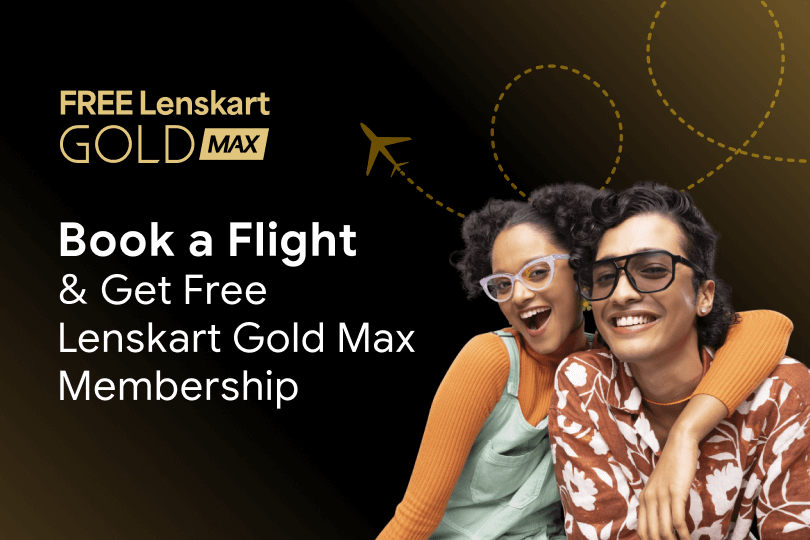 FREE Lenskart
GOLD MAX
Book a Flight
& Get Free
Lenskart Gold Max
Membership